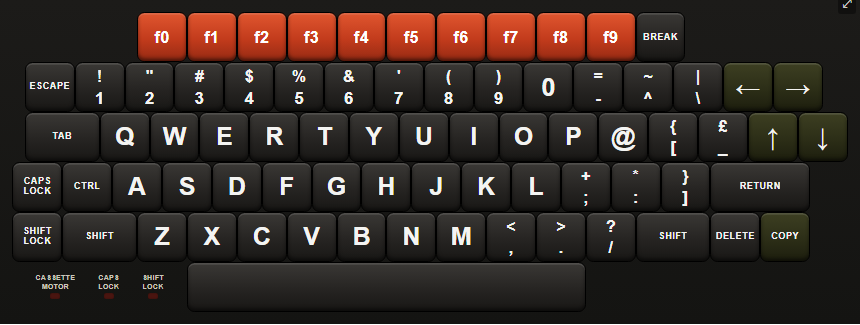 f0 f1 f2 f3 f4 f5 f6 f7 f8 f9 BREAK
ESCAPE ! 1 " 2 # 3 $ 4 % 5 & 6 ' 7 ( 8 ) 9 0 = - ~ ^ | \ ← →
TAB Q W E R T Y U I O P @ { [ £ _ ↑ ↓
CAPS LOCK CTRL A S D F G H J K L + ; * : } ] RETURN
SHIFT LOCK SHIFT Z X C V B N M < , > . ? / SHIFT DELETE COPY
CASSETTE MOTOR CAPS LOCK SHIFT LOCK